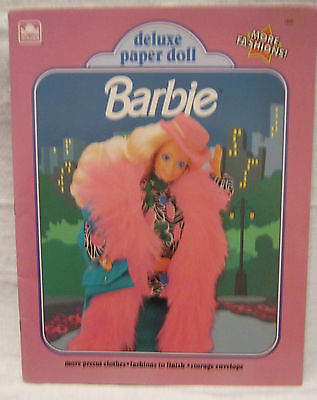 deluxe
paper doll
MORE
FASHIONS!
Barbie
more precut clothes • fashions to finish • storage envelope